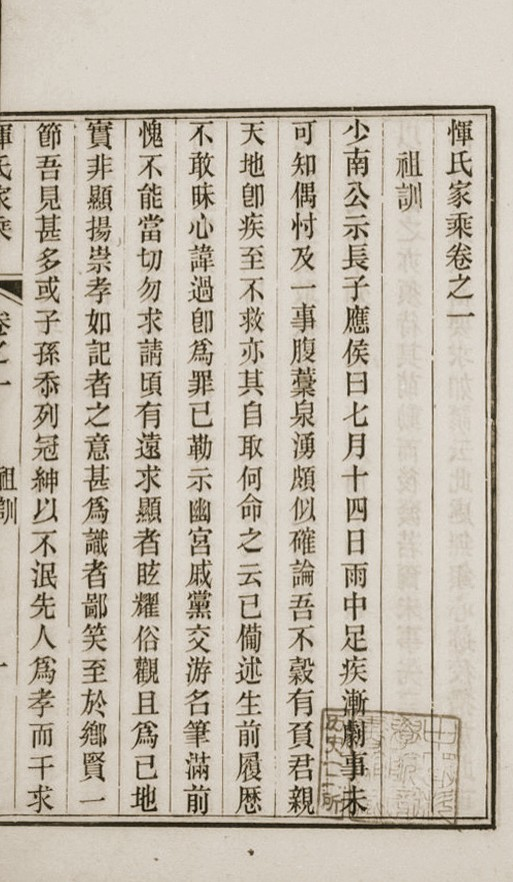 惲氏家乘卷之一
祖訓
少南公示長子應侯曰七月十四日雨中足疾漸劇事未
可知偶忖及一事腹藁泉湧頗似確論吾不穀有負君親
天地卽疾至不救亦其自取何命之云已備述生前履歷
不敢昧心諱過卽爲罪已勒示幽宮戚黨交游名筆滿前
愧不能當切勿求請頃有遠求顯者眩耀俗觀且爲已地
實非顯揚崇孝如記者之意甚爲識者鄙笑至於鄉賢一
節吾見甚多或子孫忝列冠紳以不泯先人爲孝而干求
惲氏家乘 卷之一 祖訓 一